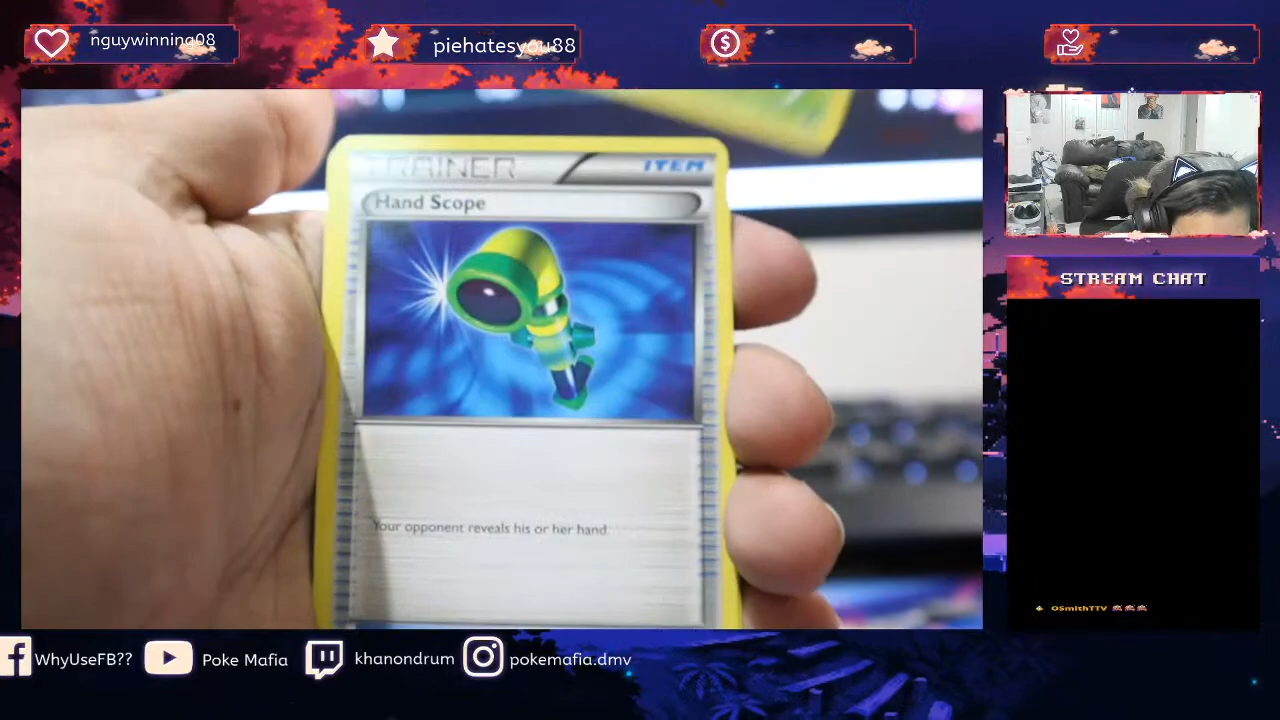 nguywinning08
piehatesyou88
TRAINER
ITEM
Hand Scope
Your opponent reveals his or her hand.
STREAM CHAT
OSmithTTV
WhyUseFB??
Poke Mafia
khanondrum
pokemafia.dmv